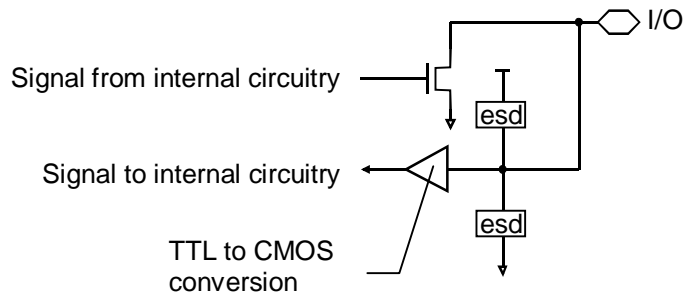 I/O
Signal from internal circuitry
esd
Signal to internal circuitry
esd
TTL to CMOS
conversion